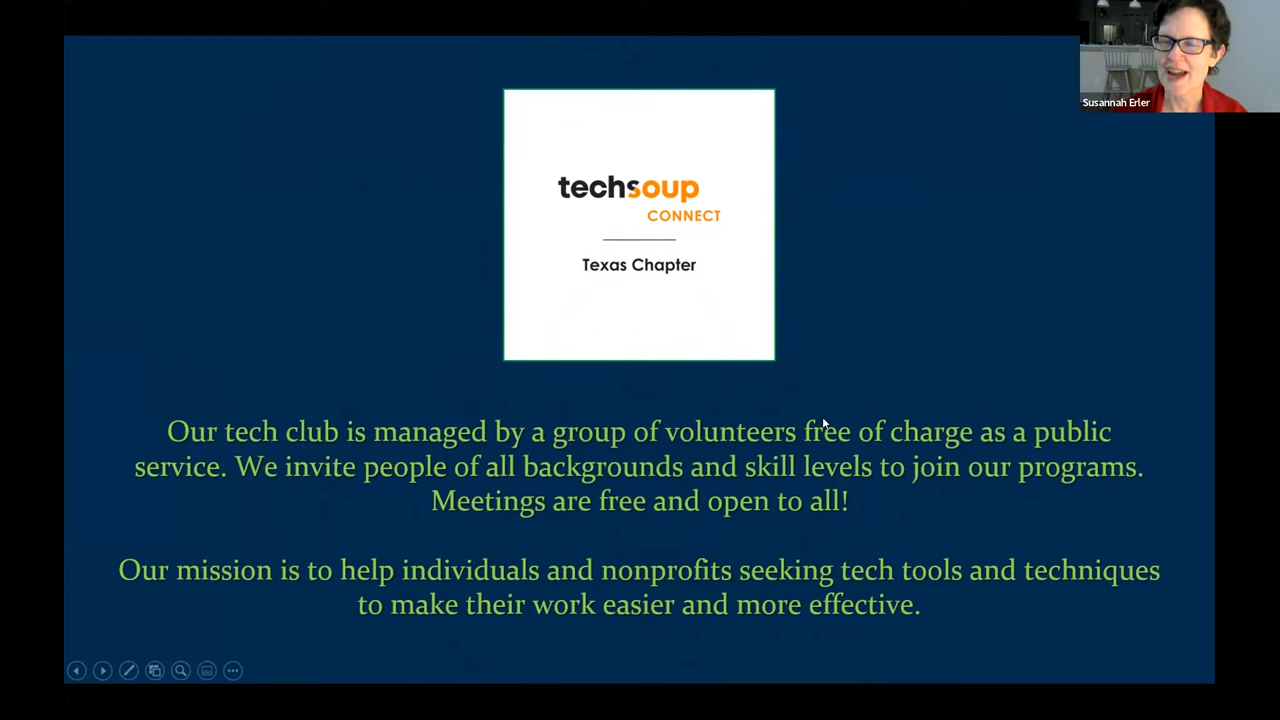 Susannah Erler
techsoup
CONNECT
Texas Chapter
Our tech club is managed by a group of volunteers free of charge as a public
service. We invite people of all backgrounds and skill levels to join our programs.
Meetings are free and open to all!
Our mission is to help individuals and nonprofits seeking tech tools and techniques
to make their work easier and more effective.